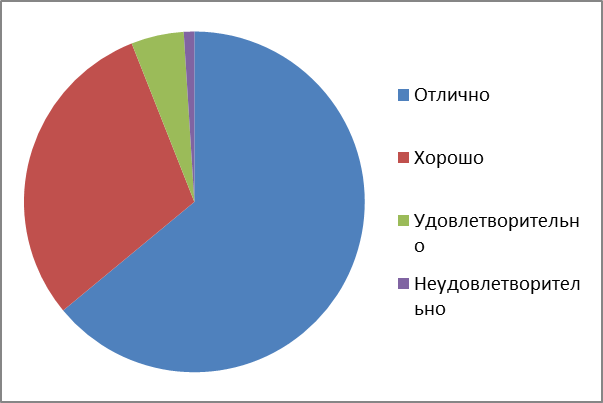 Отлично
Хорошо
Удовлетворительн
о
Неудовлетворител
ьно